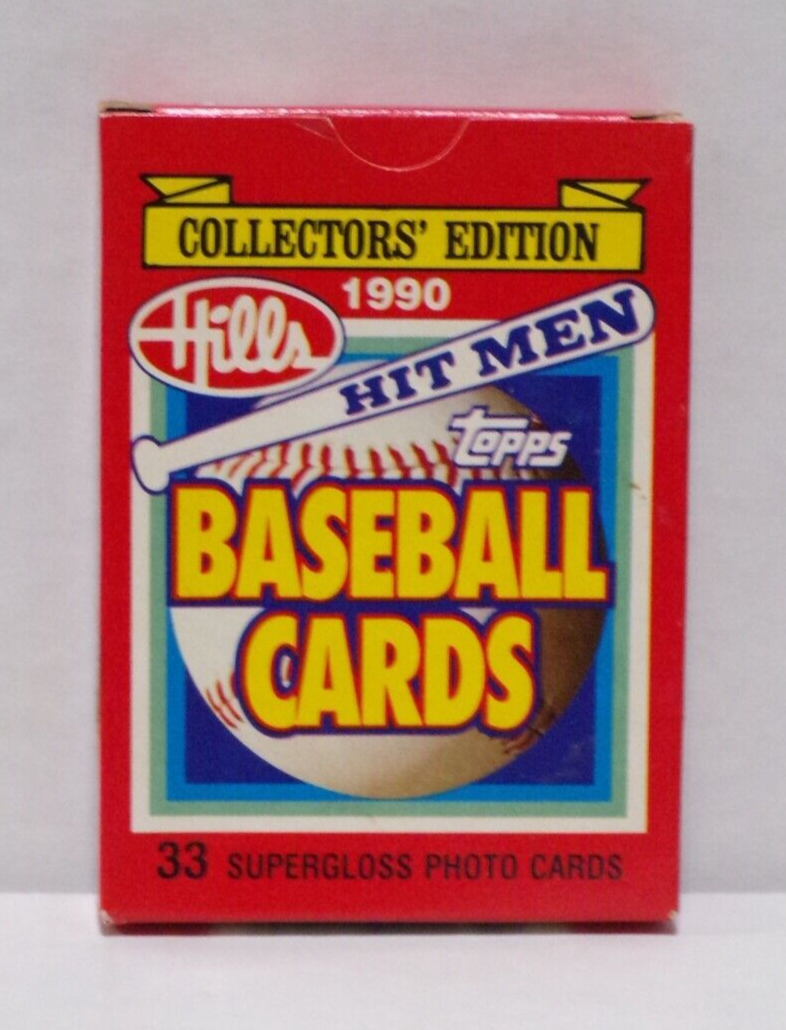 COLLECTORS' EDITION
1990
Hills
HIT MEN
topps
BASEBALL
CARDS
33 SUPERGLOSS PHOTO CARDS